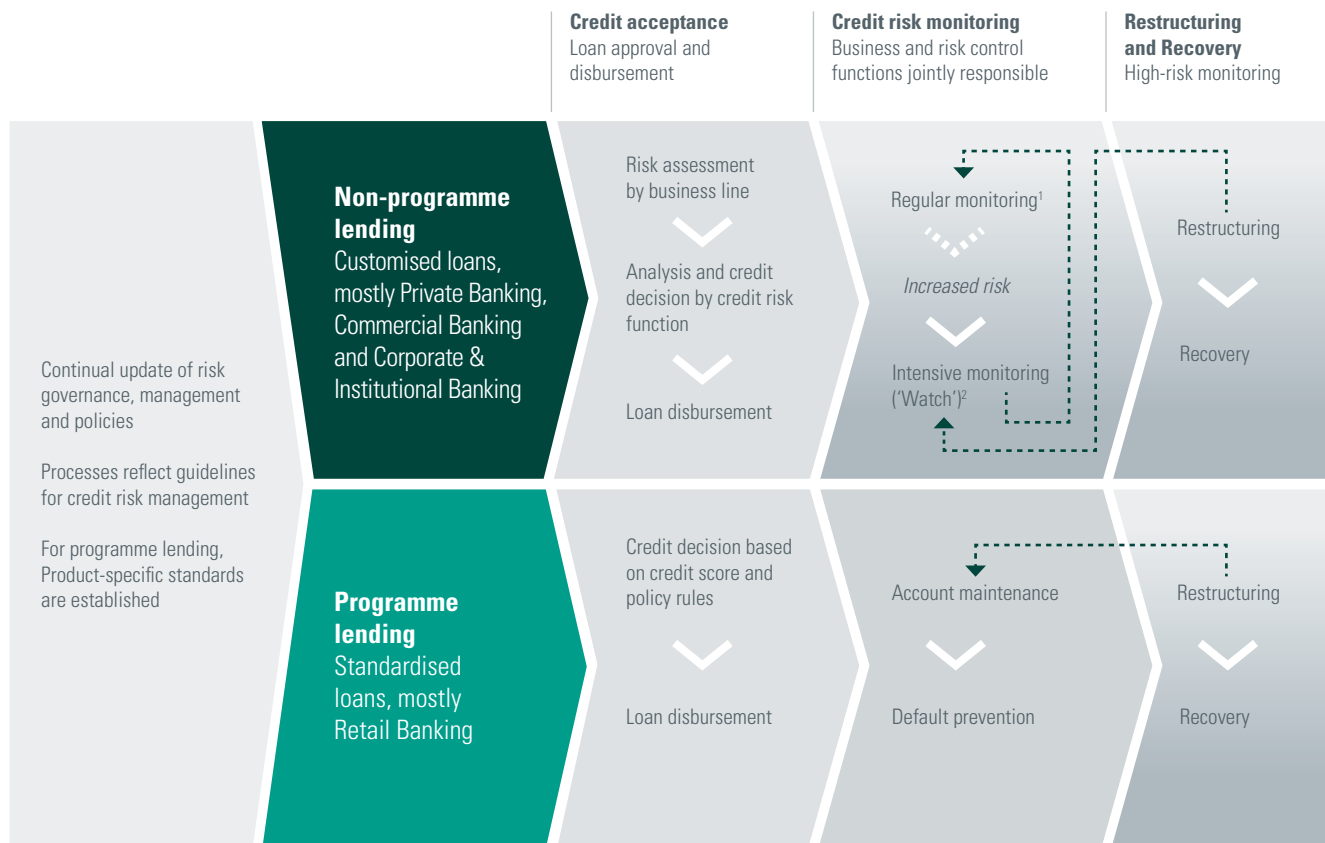 Credit acceptance
Loan approval and
disbursement
Credit risk monitoring
Business and risk control
functions jointly responsible
Restructuring
and Recovery
High-risk monitoring
Continual update of risk
governance, management
and policies
Processes reflect guidelines
for credit risk management
For programme lending,
Product-specific standards
are established
Non-programme
lending
Customised loans,
mostly Private Banking,
Commercial Banking
and Corporate &
Institutional Banking
Risk assessment
by business line
Analysis and credit
decision by credit risk
function
Loan disbursement
Regular monitoring¹
Increased risk
Intensive monitoring
(‘Watch’)²
Restructuring
Recovery
Programme
lending
Standardised
loans, mostly
Retail Banking
Credit decision based
on credit score and
policy rules
Loan disbursement
Account maintenance
Default prevention
Restructuring
Recovery